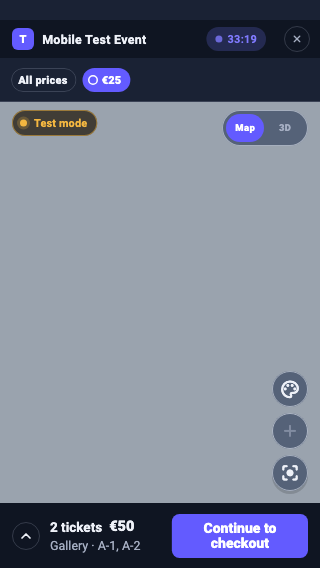 T Mobile Test Event 33:19
All prices €25
Test mode Map 3D
2 tickets €50
Gallery · A-1, A-2
Continue to
checkout